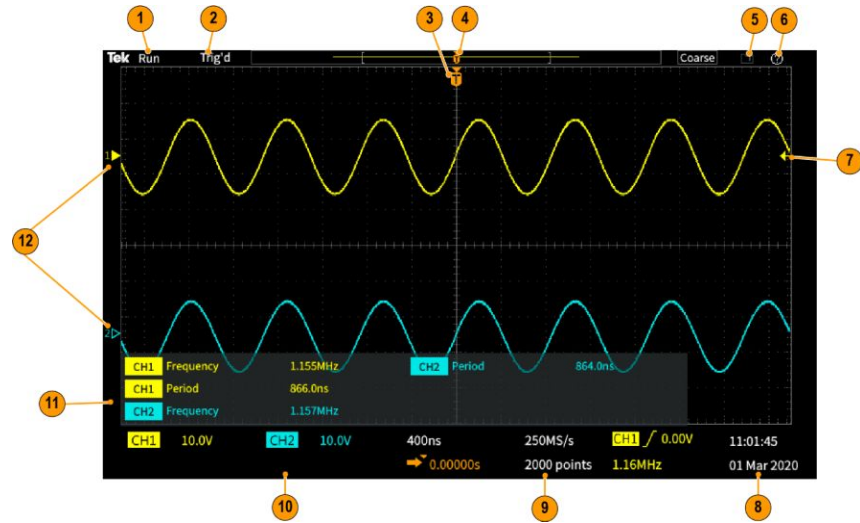 1 2 3 4 5 6
Tek Run Trig'd T Coarse ?
T
1 7
12
2
CH1 Frequency 1.155MHz CH2 Period 864.0ns
CH1 Period 866.0ns
11
CH2 Frequency 1.157MHz
CH1 10.0V CH2 10.0V 400ns 250MS/s CH1 0.00V 11:01:45
0.00000s 2000 points 1.16MHz 01 Mar 2020
10 9 8